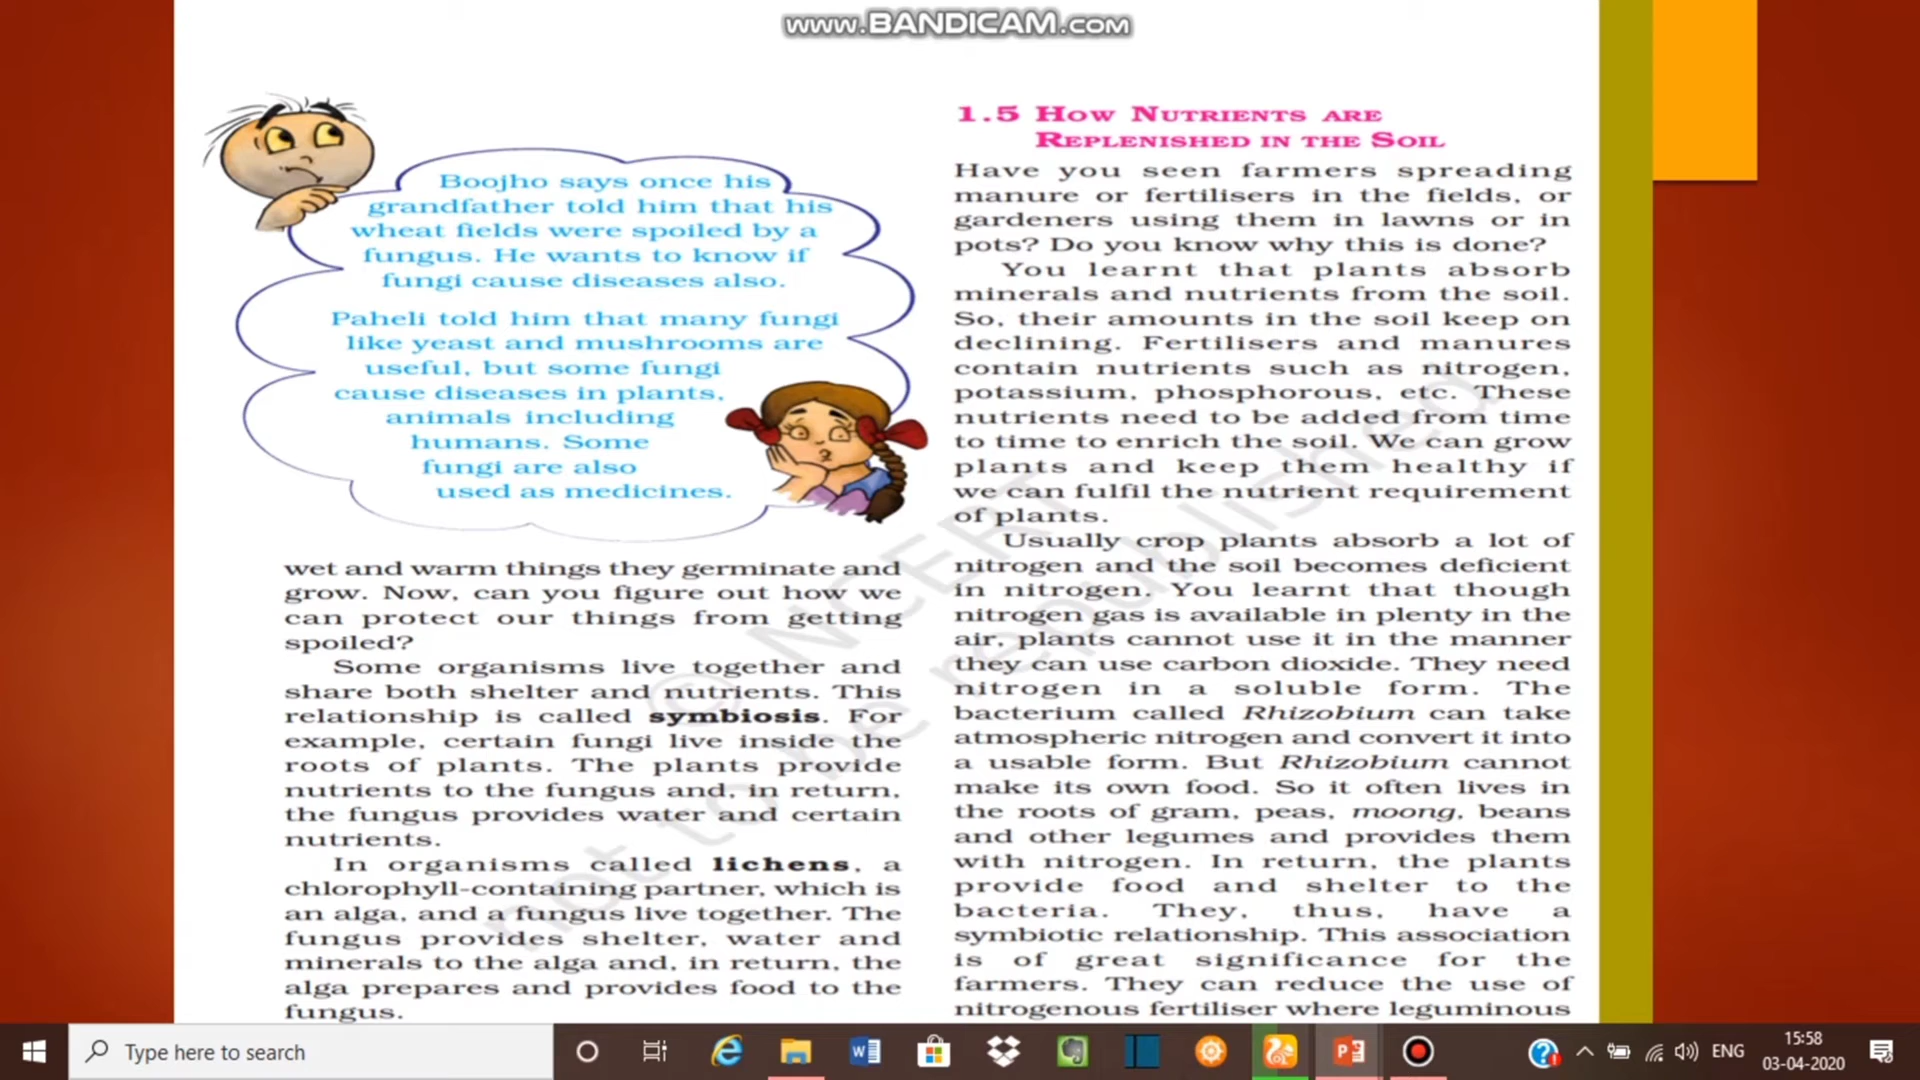 www.BANDICAM.com
Boojho says once his
grandfather told him that his
wheat fields were spoiled by a
fungus. He wants to know if
fungi cause diseases also.
Paheli told him that many fungi
like yeast and mushrooms are
useful, but some fungi
cause diseases in plants,
animals including
humans. Some
fungi are also
used as medicines.
wet and warm things they germinate and
grow. Now, can you figure out how we
can protect our things from getting
spoiled?
Some organisms live together and
share both shelter and nutrients. This
relationship is called symbiosis. For
example, certain fungi live inside the
roots of plants. The plants provide
nutrients to the fungus and, in return,
the fungus provides water and certain
nutrients.
In organisms called lichens, a
chlorophyll-containing partner, which is
an alga, and a fungus live together. The
fungus provides shelter, water and
minerals to the alga and, in return, the
alga prepares and provides food to the
fungus.
1.5 HOW NUTRIENTS ARE
REPLENISHED IN THE SOIL
Have you seen farmers spreading
manure or fertilisers in the fields, or
gardeners using them in lawns or in
pots? Do you know why this is done?
You learnt that plants absorb
minerals and nutrients from the soil.
So, their amounts in the soil keep on
declining. Fertilisers and manures
contain nutrients such as nitrogen,
potassium, phosphorous, etc. These
nutrients need to be added from time
to time to enrich the soil. We can grow
plants and keep them healthy if
we can fulfil the nutrient requirement
of plants.
Usually crop plants absorb a lot of
nitrogen and the soil becomes deficient
in nitrogen. You learnt that though
nitrogen gas is available in plenty in the
air, plants cannot use it in the manner
they can use carbon dioxide. They need
nitrogen in a soluble form. The
bacterium called Rhizobium can take
atmospheric nitrogen and convert it into
a usable form. But Rhizobium cannot
make its own food. So it often lives in
the roots of gram, peas, moong, beans
and other legumes and provides them
with nitrogen. In return, the plants
provide food and shelter to the
bacteria. They, thus, have a
symbiotic relationship. This association
is of great significance for the
farmers. They can reduce the use of
nitrogenous fertiliser where leguminous
© NCERT
not to be republished
Type here to search
ENG
15:58
03-04-2020